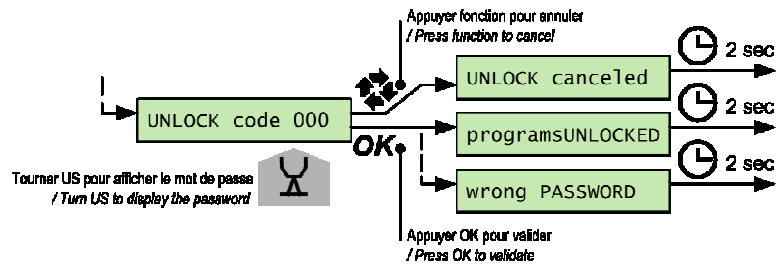 Appuyer fonction pour annuler
/ Press function to cancel
UNLOCK canceled
2 sec
UNLOCK code 000
programsUNLOCKED
2 sec
OK
wrong PASSWORD
2 sec
Tourner US pour afficher le mot de passe
/ Turn US to display the password
Appuyer OK pour valider
/ Press OK to validate